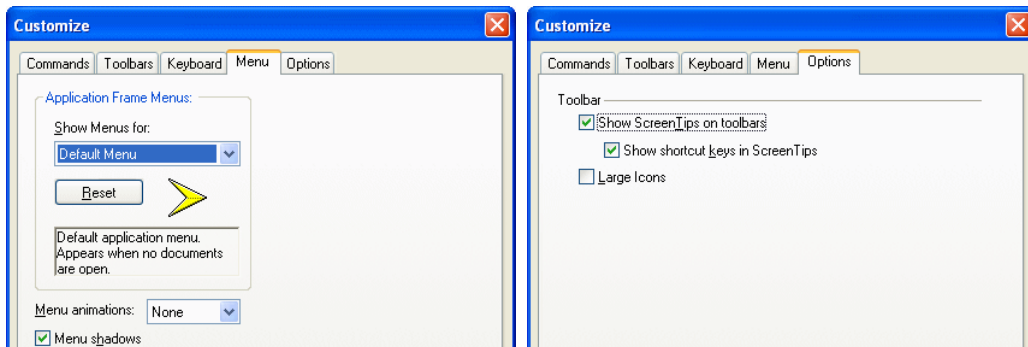 Customize
Commands Toolbars Keyboard Menu Options
Application Frame Menus:
Show Menus for:
Default Menu
Reset
Default application menu.
Appears when no documents
are open.
Menu animations: None
Menu shadows
Customize
Commands Toolbars Keyboard Menu Options
Toolbar
Show ScreenTips on toolbars
Show shortcut keys in ScreenTips
Large Icons